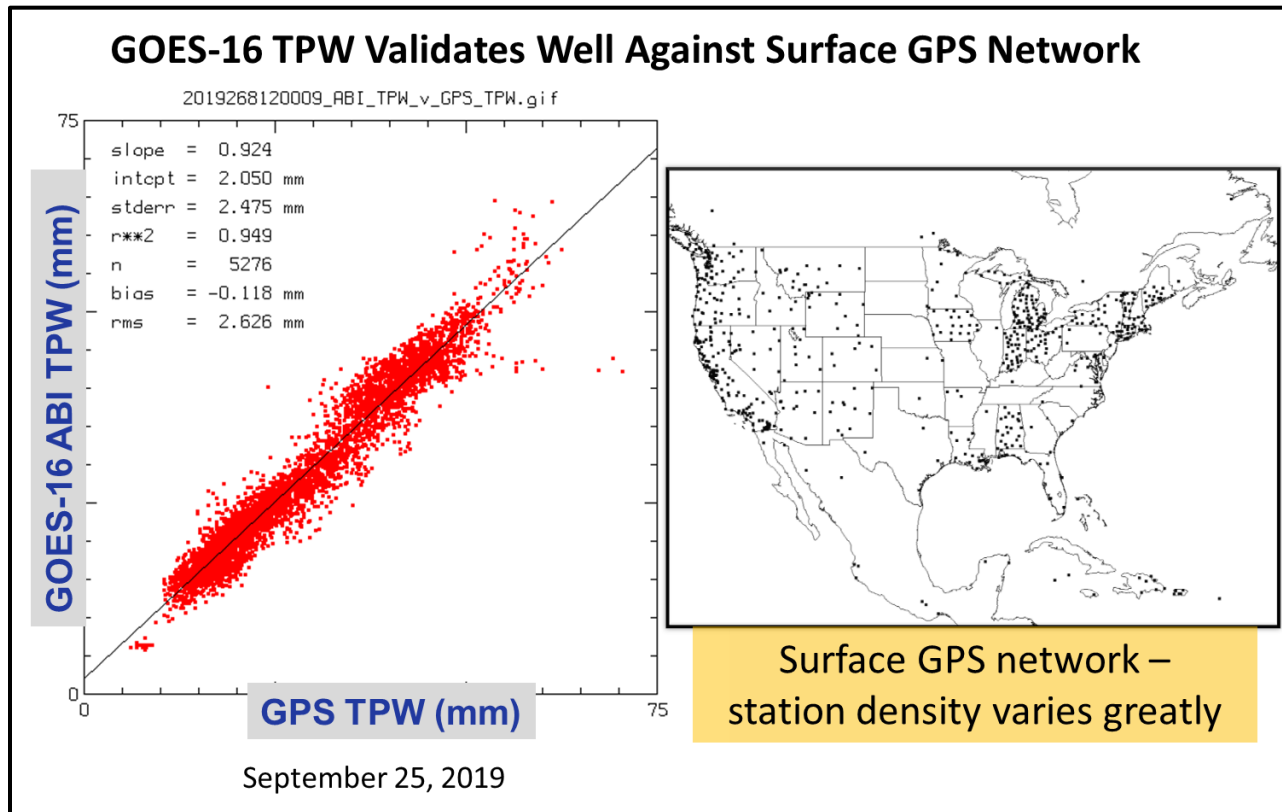 GOES-16 TPW Validates Well Against Surface GPS Network
2019268120009_ABI_TPW_v_GPS_TPW.gif
75
slope = 0.924
intcpt = 2.050 mm
stderr = 2.475 mm
r**2 = 0.949
n = 5276
bias = -0.118 mm
rms = 2.626 mm
GOES-16 ABI TPW (mm)
0
0
GPS TPW (mm)
75
September 25, 2019
Surface GPS network –
station density varies greatly